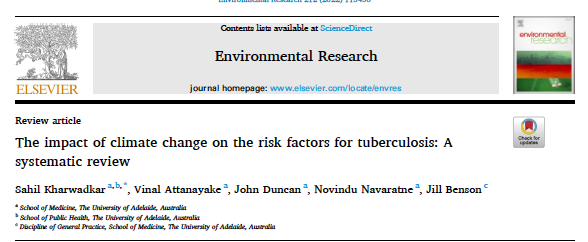 Environmental Research 212 (2022) 113436
Contents lists available at ScienceDirect
Environmental Research
journal homepage: www.elsevier.com/locate/envres
ELSEVIER
environmental
research
Review article
Check for
updates
The impact of climate change on the risk factors for tuberculosis: A
systematic review
Sahil Kharwadkar a,b,*, Vinal Attanayake a, John Duncan a, Novindu Navaratne a, Jill Benson c
a School of Medicine, The University of Adelaide, Australia
b School of Public Health, The University of Adelaide, Australia
c Discipline of General Practice, School of Medicine, The University of Adelaide, Australia